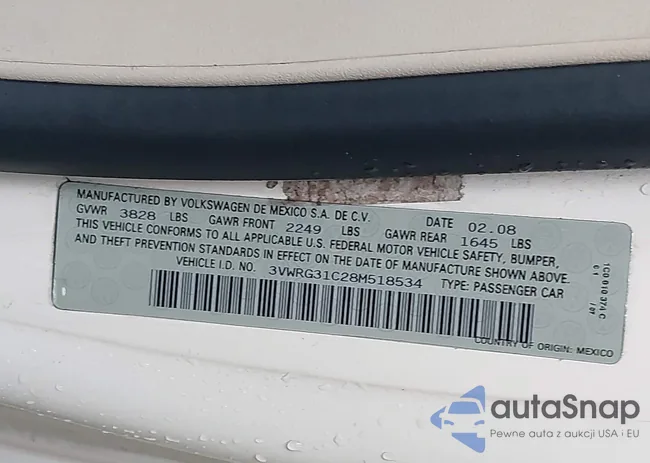 MANUFACTURED BY VOLKSWAGEN DE MEXICO S.A. DE C.V. DATE 02.08
GVWR 3828 LBS GAWR FRONT 2249 LBS GAWR REAR 1645 LBS
THIS VEHICLE CONFORMS TO ALL APPLICABLE U.S. FEDERAL MOTOR VEHICLE SAFETY, BUMPER,
AND THEFT PREVENTION STANDARDS IN EFFECT ON THE DATE OF MANUFACTURE SHOWN ABOVE.
VEHICLE I.D. NO. 3VWRG31C28M518534 TYPE: PASSENGER CAR
COUNTRY OF ORIGIN: MEXICO
1C0 010 374 C
autaSnap
Pewne auta z aukcji USA i EU